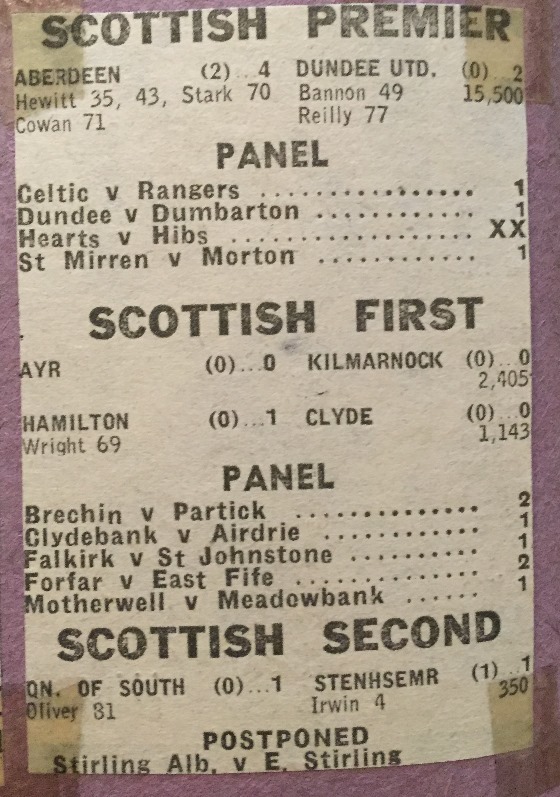 SCOTTISH PREMIER
ABERDEEN (2)...4 DUNDEE UTD. (0)...2
Hewitt 35, 43, Stark 70 Bannon 49 15,500
Cowan 71 Reilly 77
PANEL
Celtic v Rangers ................ 1
Dundee v Dumbarton ............ 1
Hearts v Hibs .................. XX
St Mirren v Morton ............ 1
SCOTTISH FIRST
AYR (0)...0 KILMARNOCK (0)...0
2,405
HAMILTON (0)...1 CLYDE (0)...0
Wright 69 1,143
PANEL
Brechin v Partick .............. 2
Clydebank v Airdrie ............ 1
Falkirk v St Johnstone .......... 1
Forfar v East Fife .............. 2
Motherwell v Meadowbank ...... 1
SCOTTISH SECOND
QN. OF SOUTH (0)...1 STENHSEMR (1)...1
Oliver 81 Irwin 4 350
POSTPONED
Stirling Alb. v E. Stirling